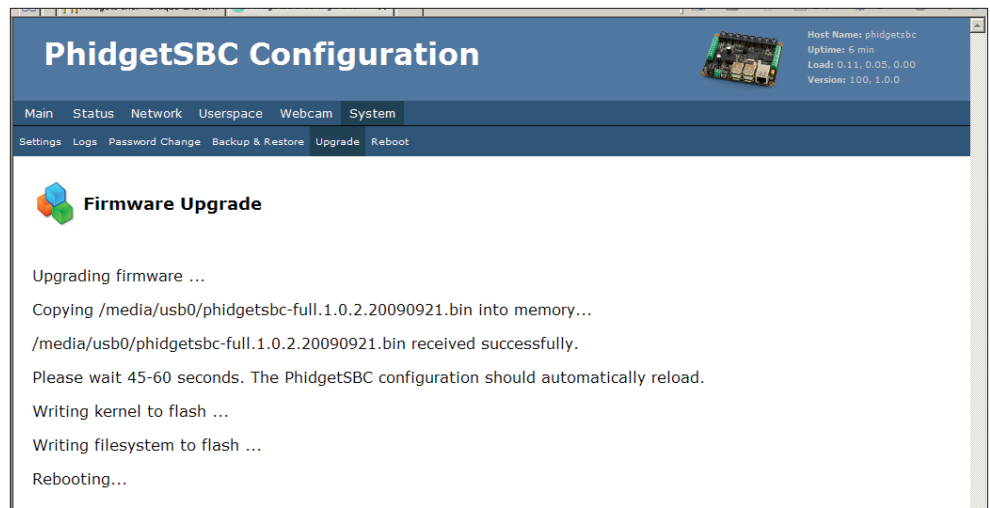 PhidgetSBC Configuration
Host Name: phidgetsbc
Uptime: 6 min
Load: 0.11, 0.05, 0.00
Version: 100, 1.0.0
Main Status Network Userspace Webcam System
Settings Logs Password Change Backup & Restore Upgrade Reboot
Firmware Upgrade
Upgrading firmware ...
Copying /media/usb0/phidgetsbc-full.1.0.2.20090921.bin into memory...
/media/usb0/phidgetsbc-full.1.0.2.20090921.bin received successfully.
Please wait 45-60 seconds. The PhidgetSBC configuration should automatically reload.
Writing kernel to flash ...
Writing filesystem to flash ...
Rebooting...